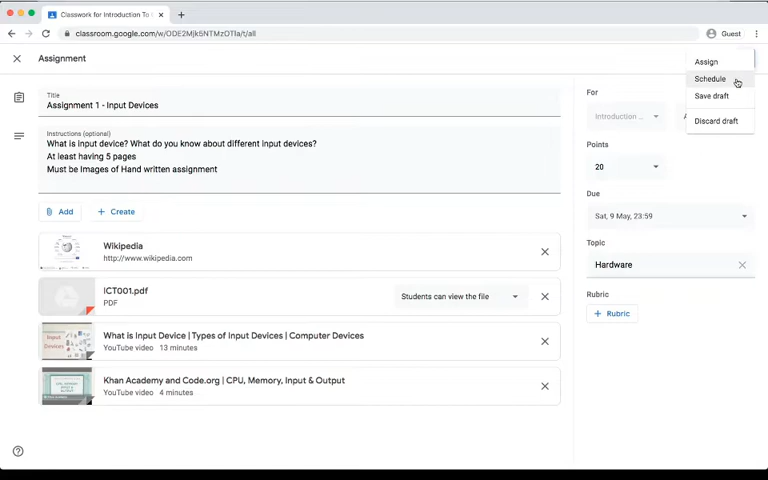 Classwork for Introduction To
classroom.google.com/w/ODE2Mjk5NTMzOTla/t/all
Guest
Assignment
Assign
Schedule
Save draft
Discard draft
Title
Assignment 1 - Input Devices
Instructions (optional)
What is input device? What do you know about different input devices?
At least having 5 pages
Must be Images of Hand written assignment
Add
Create
Wikipedia
http://www.wikipedia.com
ICT001.pdf
PDF
Students can view the file
What is Input Device | Types of Input Devices | Computer Devices
YouTube video 13 minutes
Khan Academy and Code.org | CPU, Memory, Input & Output
YouTube video 4 minutes
For
Introduction ...
Points
20
Due
Sat, 9 May, 23:59
Topic
Hardware
Rubric
Rubric